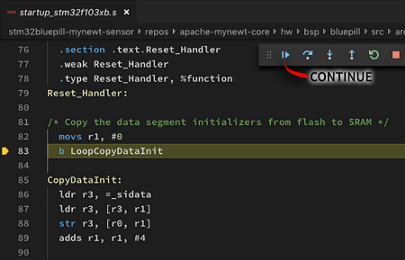 startup_stm32f103xb.s
stm32bluepill-mynewt-sensor › repos › apache-mynewt-core › hw › bsp › bluepill › src
76 .section .text.Reset_Handler
77 .weak Reset_Handler
78 .type Reset_Handler, %function
CONTINUE
79 Reset_Handler:
80
81 /* Copy the data segment initializers from flash to SRAM */
82 movs r1, #0
83 b LoopCopyDataInit
84
85 CopyDataInit:
86 ldr r3, =_sidata
87 ldr r3, [r3, r1]
88 str r3, [r0, r1]
89 adds r1, r1, #4
90